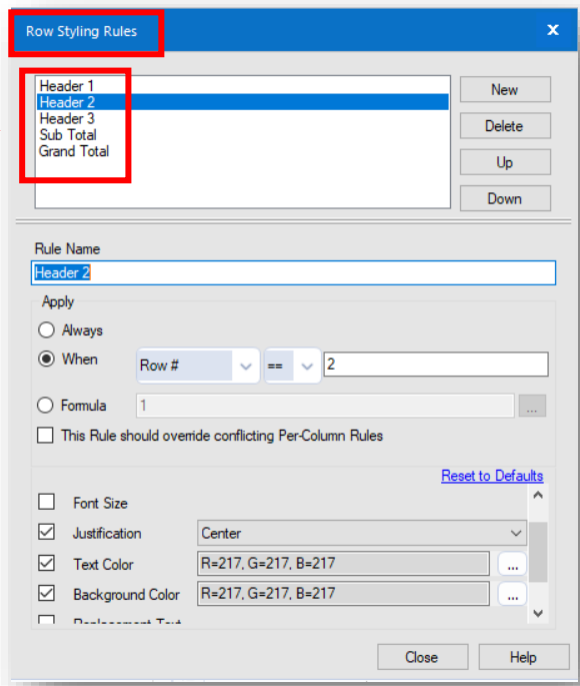 Row Styling Rules x
Header 1
Header 2
Header 3
Sub Total
Grand Total
New
Delete
Up
Down
Rule Name
Header 2
Apply
Always
When Row # == 2
Formula 1 ...
This Rule should override conflicting Per-Column Rules
Reset to Defaults
Font Size
Justification Center
Text Color R=217, G=217, B=217 ...
Background Color R=217, G=217, B=217 ...
Replacement Text
Close Help